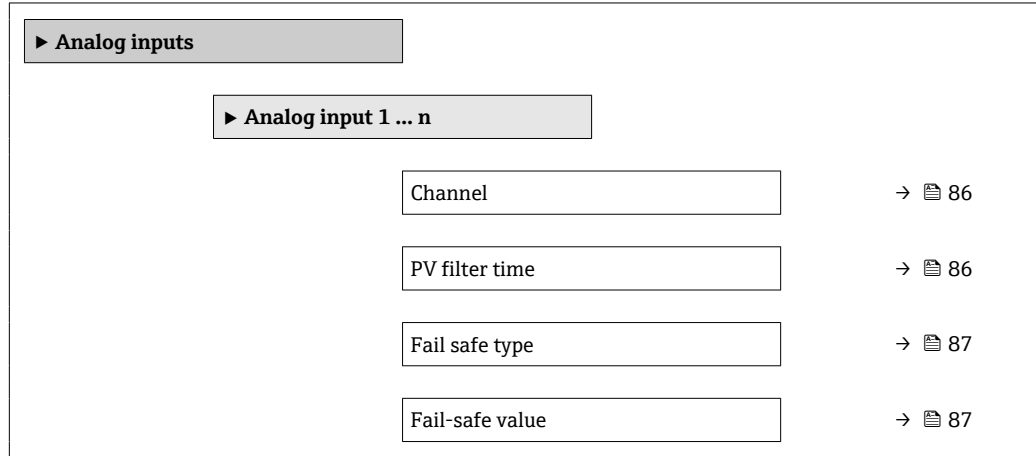 ▶ Analog inputs
▶ Analog input 1 ... n
Channel → 86
PV filter time → 86
Fail safe type → 87
Fail-safe value → 87